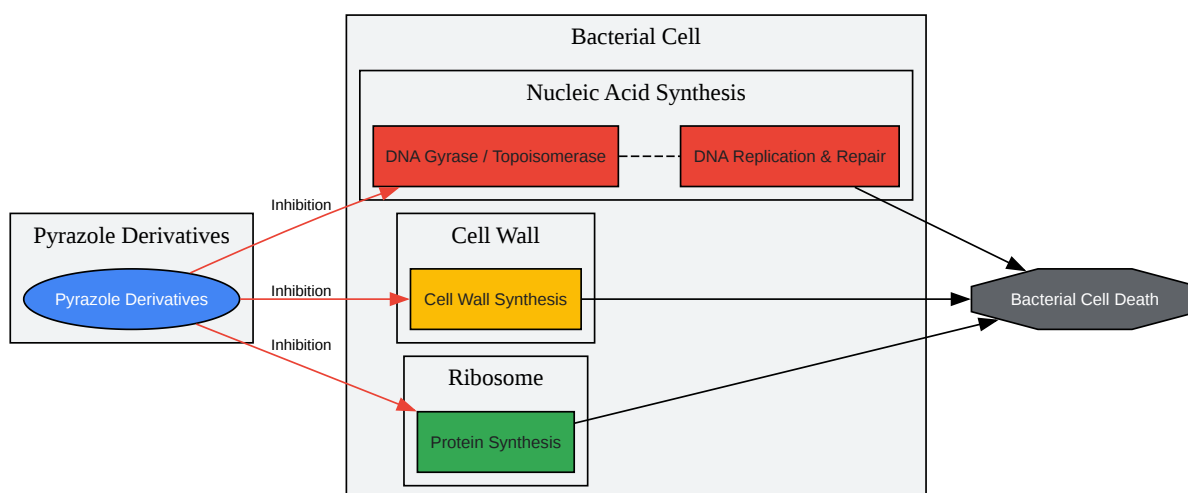 Bacterial Cell
Nucleic Acid Synthesis
DNA Gyrase / Topoisomerase
DNA Replication & Repair
Inhibition
Pyrazole Derivatives
Cell Wall
Pyrazole Derivatives
Inhibition
Cell Wall Synthesis
Bacterial Cell Death
Inhibition
Ribosome
Protein Synthesis